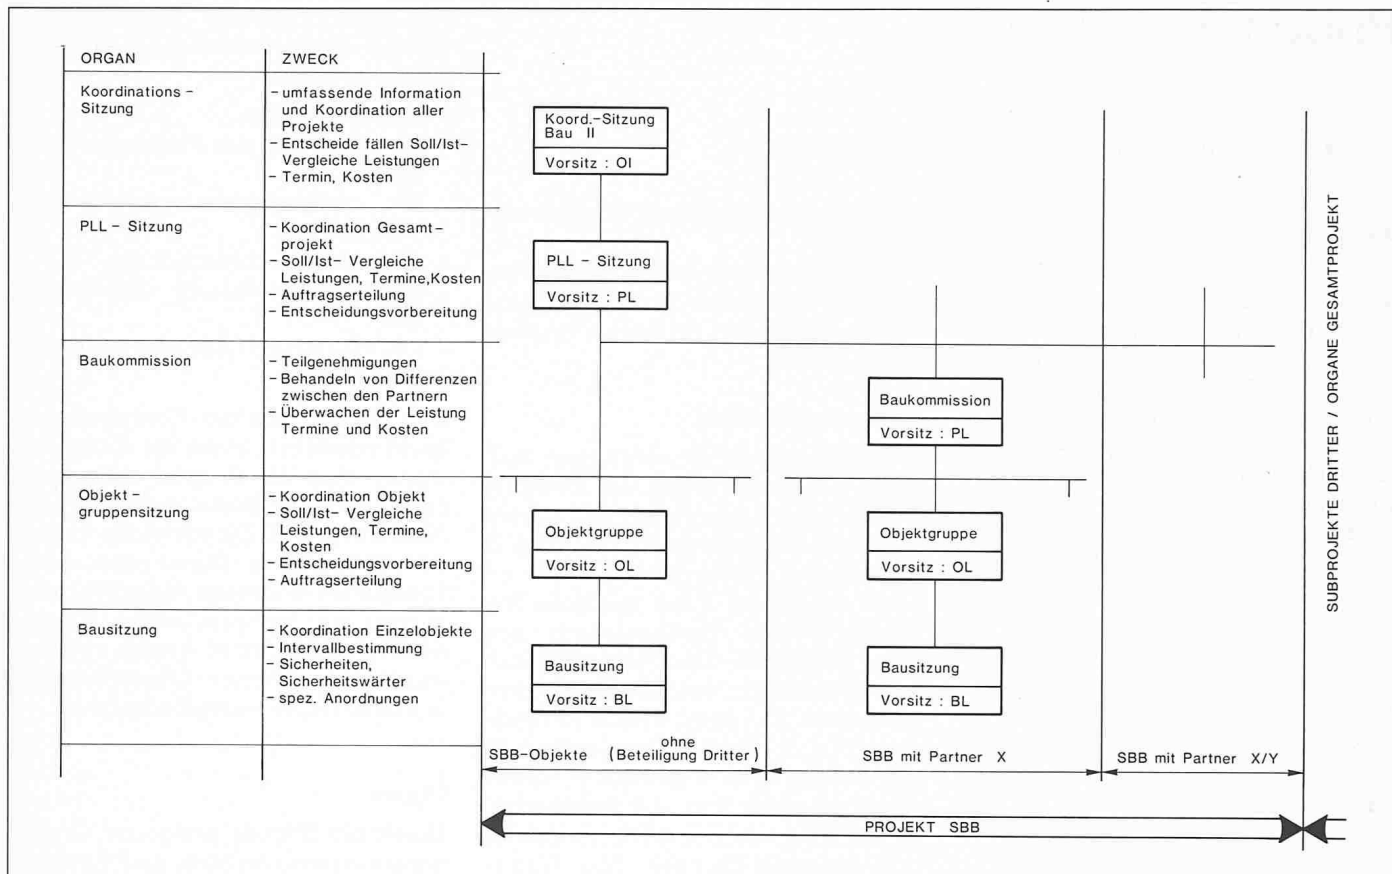 ORGAN
ZWECK
Koordinations-
Sitzung
- umfassende Information
und Koordination aller
Projekte
- Entscheide fällen Soll/Ist-
Vergleiche Leistungen
- Termin, Kosten
Koord.-Sitzung
Bau II
Vorsitz : OI
PLL - Sitzung
- Koordination Gesamt-
projekt
- Soll/Ist- Vergleiche
Leistungen, Termine,Kosten
- Auftragserteilung
- Entscheidungsvorbereitung
PLL - Sitzung
Vorsitz : PL
Baukommission
- Teilgenehmigungen
- Behandeln von Differenzen
zwischen den Partnern
- Überwachen der Leistung
Termine und Kosten
Baukommission
Vorsitz : PL
Objekt-
gruppensitzung
- Koordination Objekt
- Soll/Ist- Vergleiche
Leistungen, Termine,
Kosten
- Entscheidungsvorbereitung
- Auftragserteilung
Objektgruppe
Vorsitz : OL
Objektgruppe
Vorsitz : OL
Bausitzung
- Koordination Einzelobjekte
- Intervallbestimmung
- Sicherheiten,
Sicherheitswärter
- spez. Anordnungen
Bausitzung
Vorsitz : BL
Bausitzung
Vorsitz : BL
ohne
SBB-Objekte (Beteiligung Dritter)
SBB mit Partner X
SBB mit Partner X/Y
PROJEKT SBB
SUBPROJEKTE DRITTER / ORGANE GESAMTPROJEKT